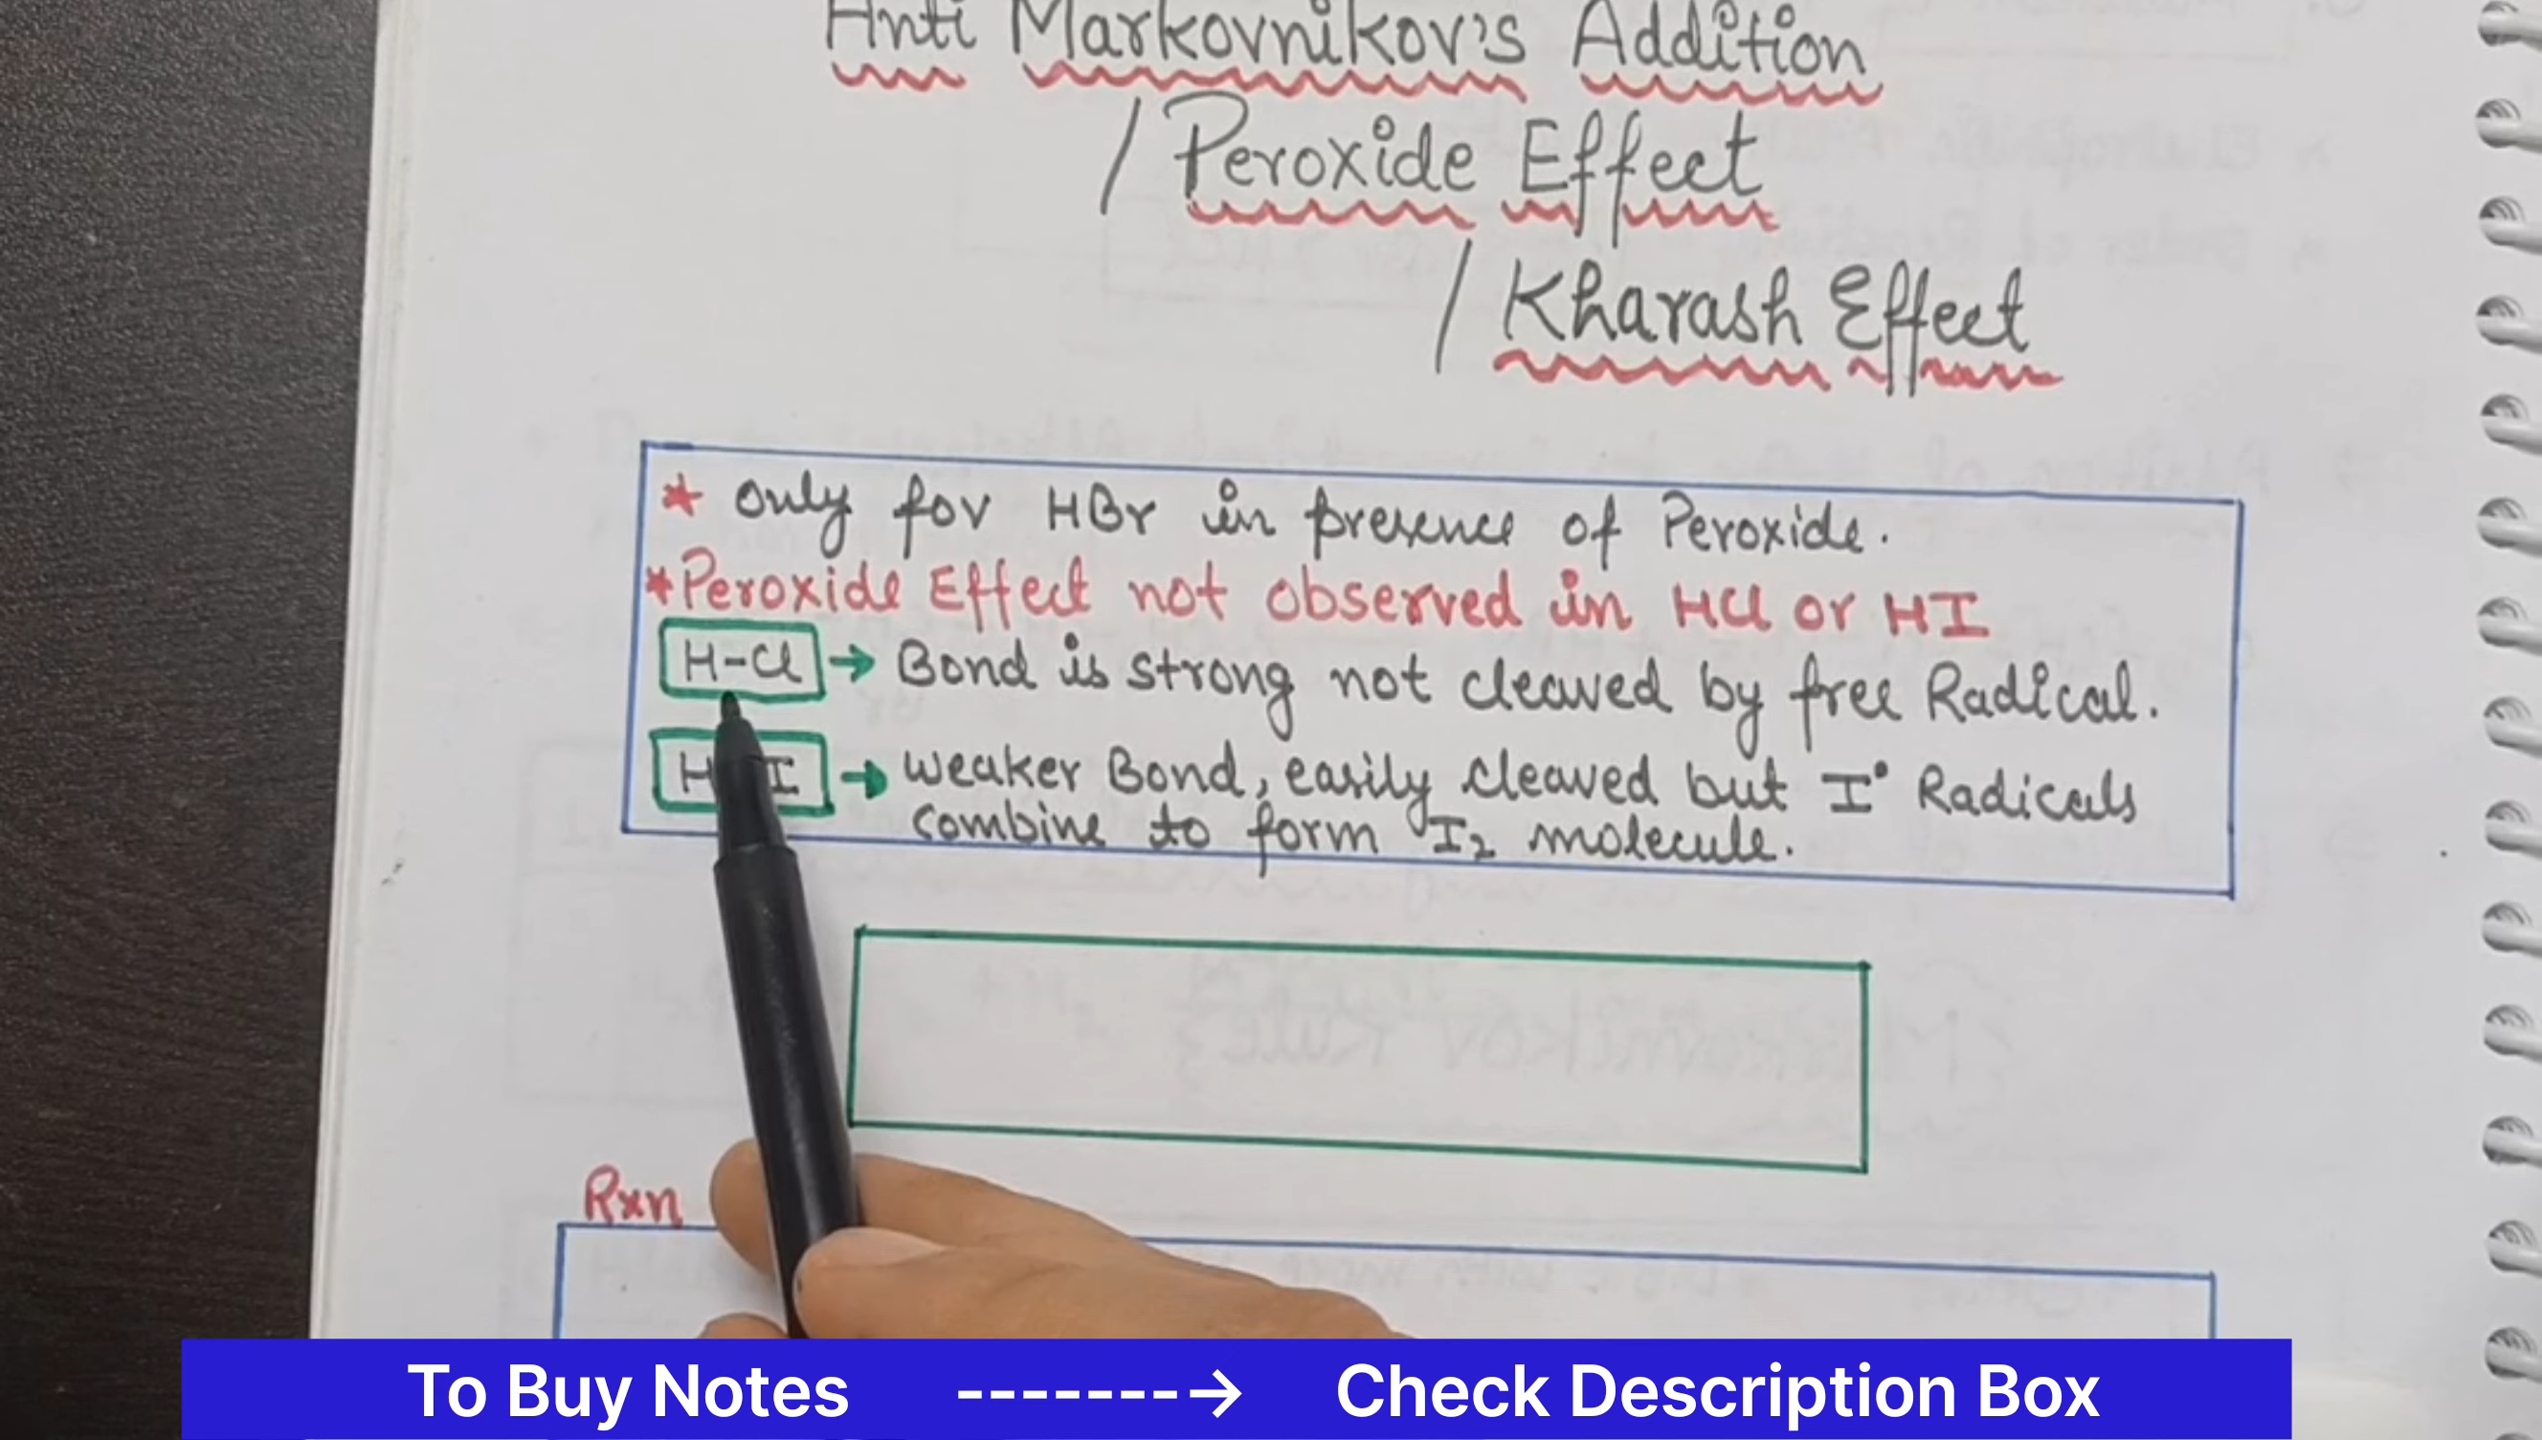 Anti Markovnikov's Addition
/ Peroxide Effect
/ Kharash Effect
* Only for HBr in presence of Peroxide.
* Peroxide Effect not observed in HCl or HI
H-Cl → Bond is strong not cleaved by free Radical.
H I → Weaker Bond, easily cleaved but I• Radicals
combine to form I₂ molecule.
Rxn
To Buy Notes -------→ Check Description Box